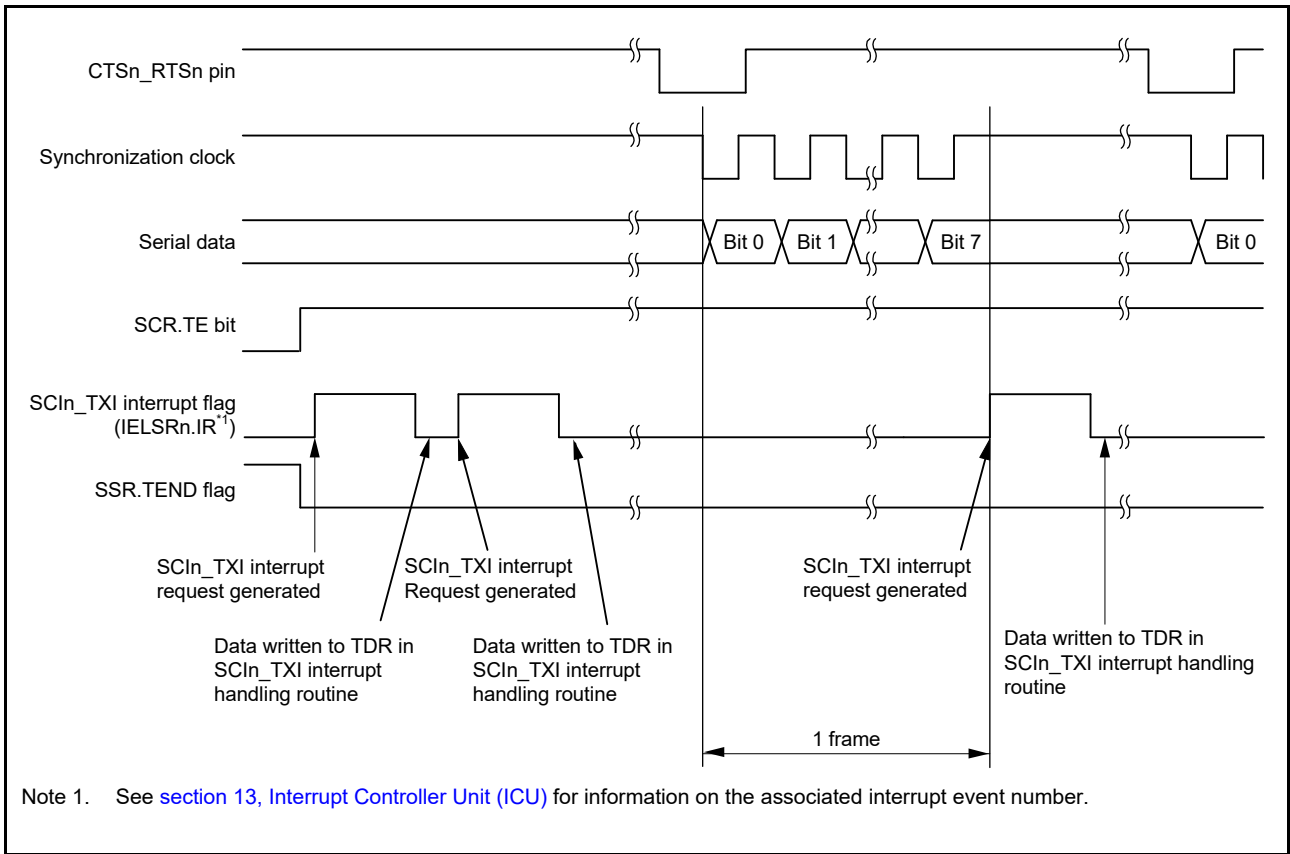 CTSn_RTSn pin
Synchronization clock
Serial data
Bit 0
Bit 1
Bit 7
Bit 0
SCR.TE bit
SCIn_TXI interrupt flag
(IELSRn.IR*1)
SSR.TEND flag
SCIn_TXI interrupt
request generated
SCIn_TXI interrupt
Request generated
SCIn_TXI interrupt
request generated
Data written to TDR in
SCIn_TXI interrupt
handling routine
Data written to TDR in
SCIn_TXI interrupt
handling routine
Data written to TDR in
SCIn_TXI interrupt handling
routine
1 frame
Note 1. See section 13, Interrupt Controller Unit (ICU) for information on the associated interrupt event number.